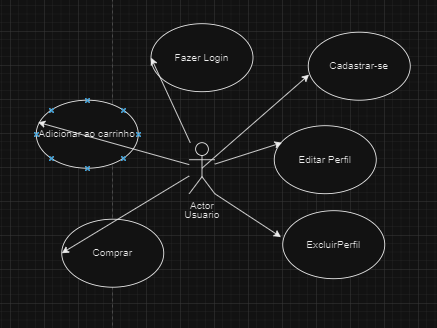 Fazer Login
Cadastrar-se
Adicionar ao carrinho
Editar Perfil
Actor
Usuario
ExcluirPerfil
Comprar